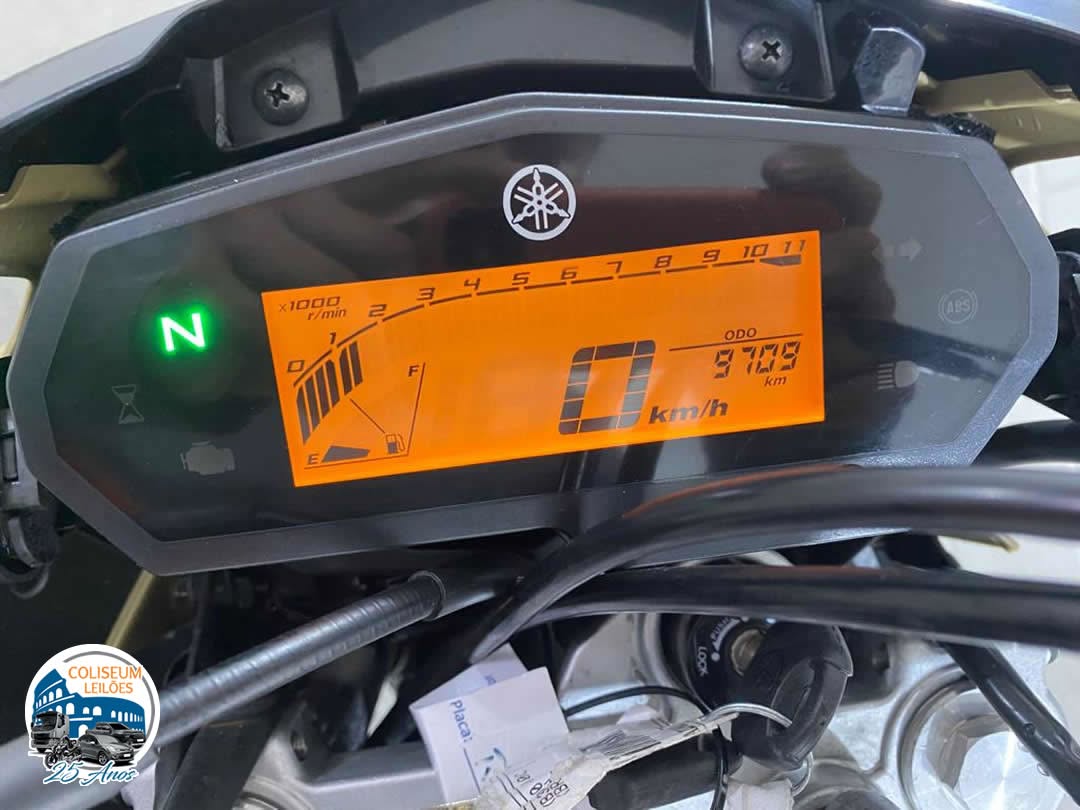 0 1 2 3 4 5 6 7 8 9 10 11
×1000
r/min
N
F
E
0 km/h
ODO
9709
km
ABS
LOCK
Placa:
COLISEUM
LEILÕES
25 Anos